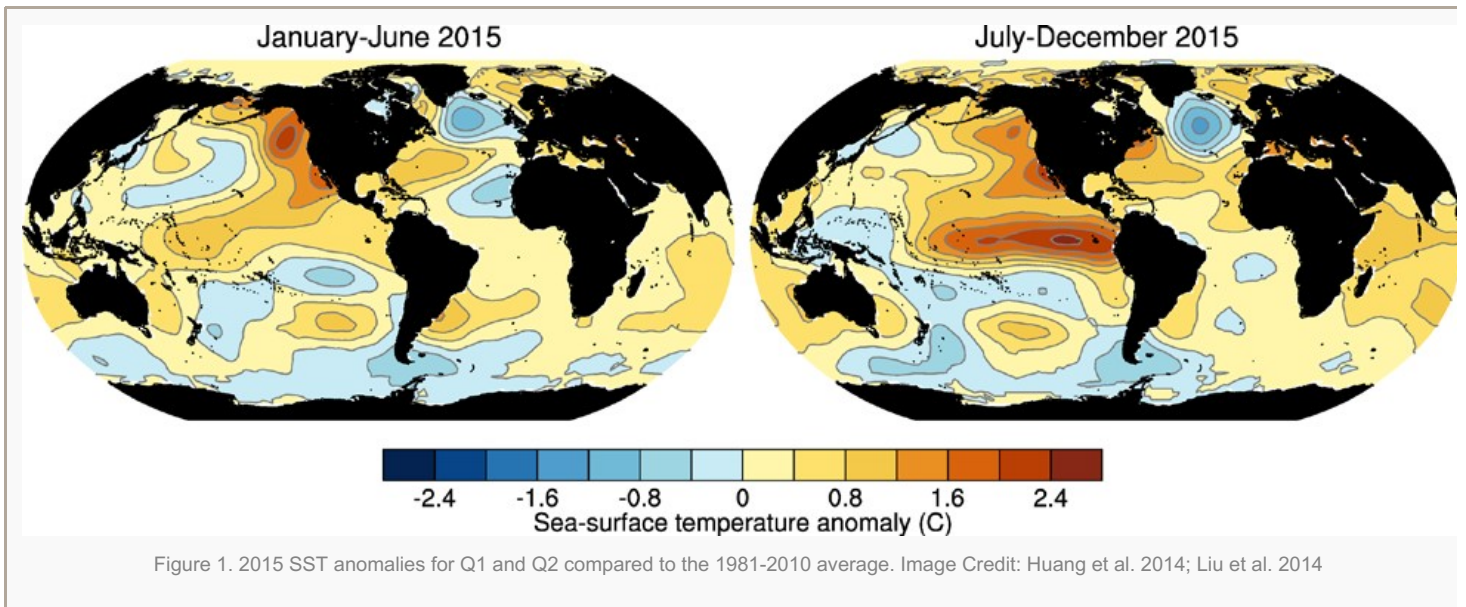 January-June 2015
July-December 2015
-2.4 -1.6 -0.8 0 0.8 1.6 2.4
Sea-surface temperature anomaly (C)
Figure 1. 2015 SST anomalies for Q1 and Q2 compared to the 1981-2010 average. Image Credit: Huang et al. 2014; Liu et al. 2014